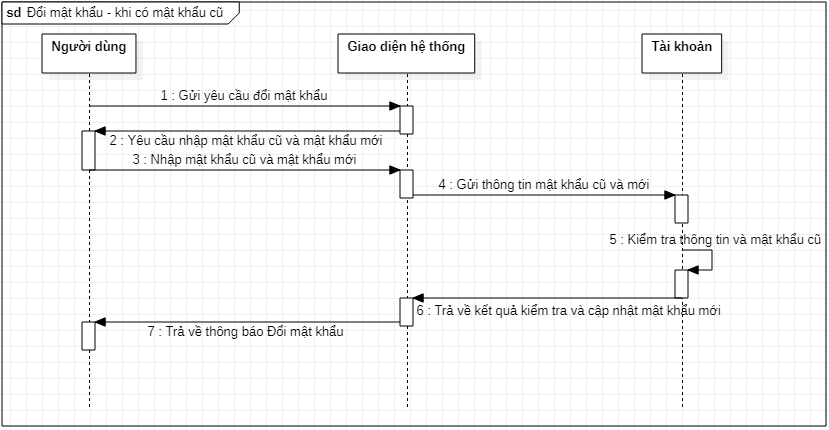 sd Đổi mật khẩu - khi có mật khẩu cũ
Người dùng
Giao diện hệ thống
Tài khoản
1 : Gửi yêu cầu đổi mật khẩu
2 : Yêu cầu nhập mật khẩu cũ và mật khẩu mới
3 : Nhập mật khẩu cũ và mật khẩu mới
4 : Gửi thông tin mật khẩu cũ và mới
5 : Kiểm tra thông tin và mật khẩu cũ
6 : Trả về kết quả kiểm tra và cập nhật mật khẩu mới
7 : Trả về thông báo Đổi mật khẩu